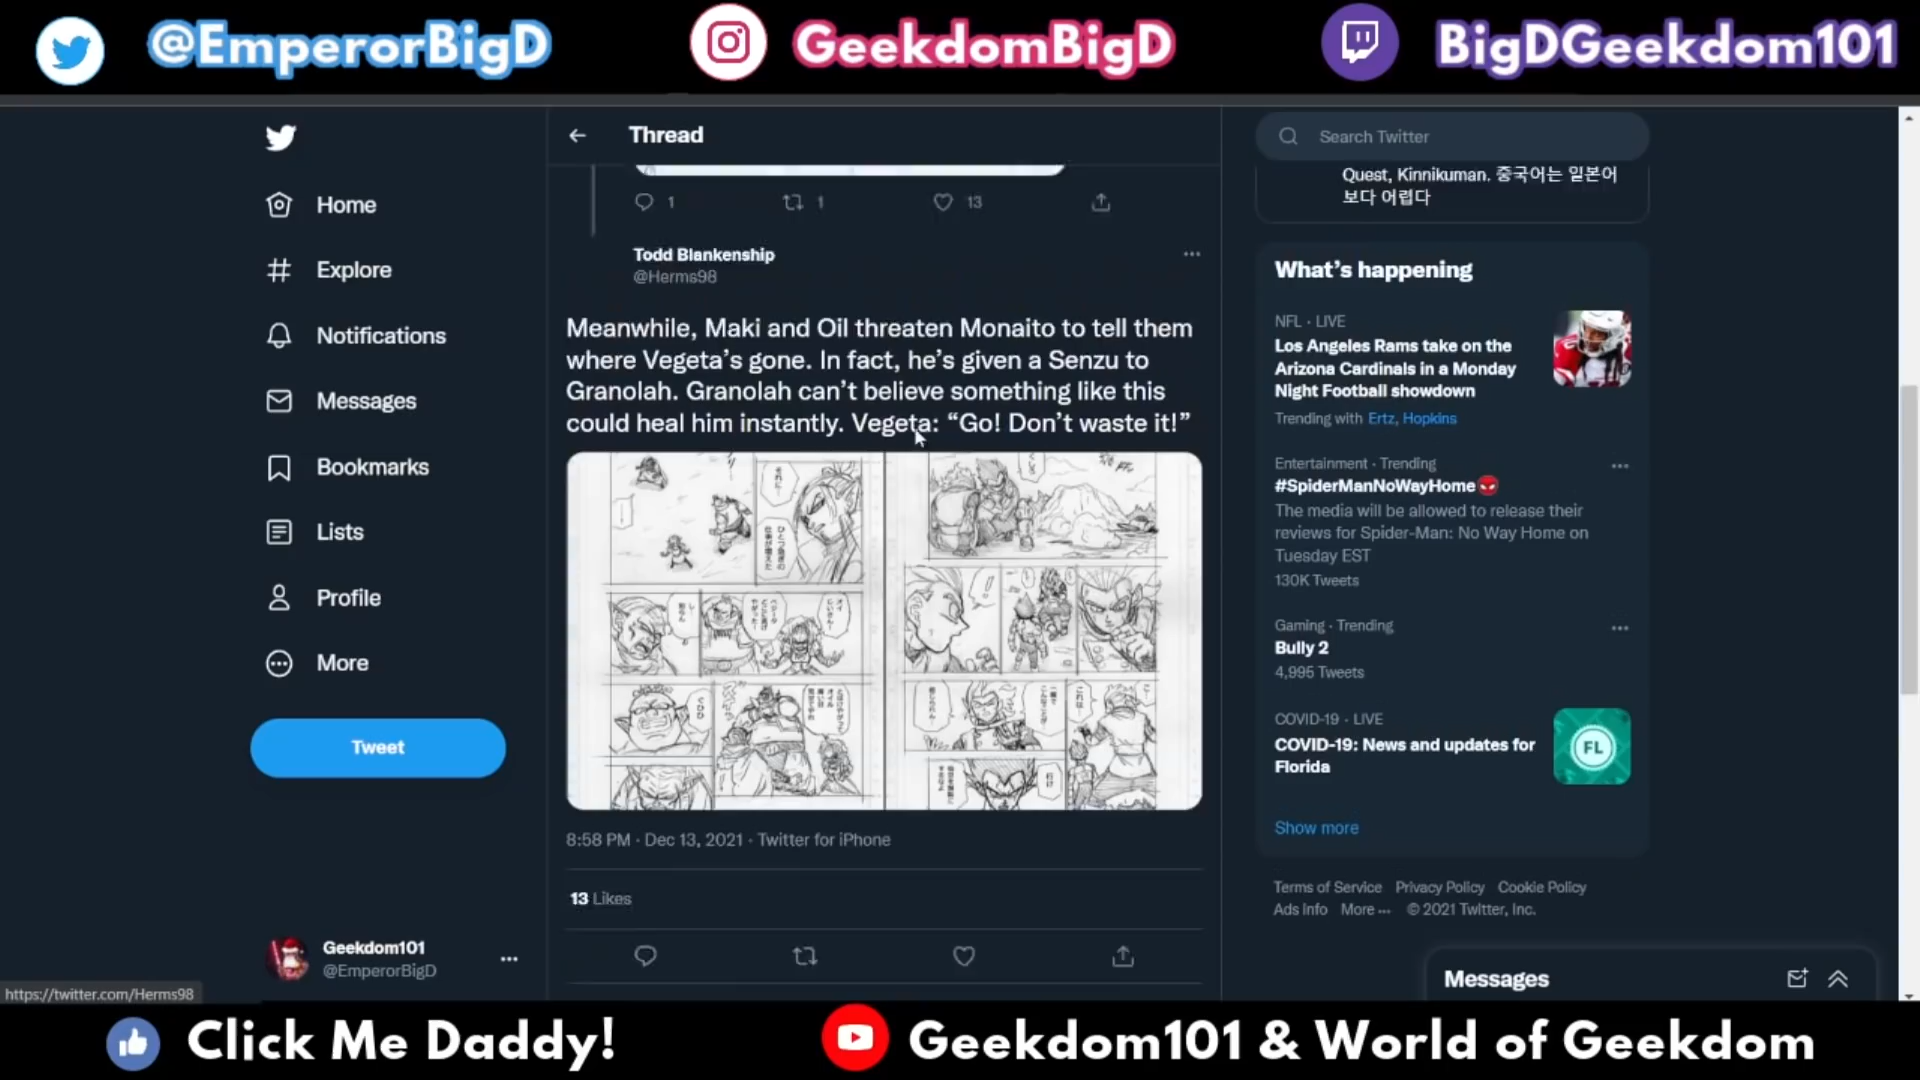 @EmperorBigD
GeekdomBigD
BigDGeekdom101
Thread
Search Twitter
Home
Explore
Notifications
Messages
Bookmarks
Lists
Profile
More
Tweet
Geekdom101
@EmperorBigD
https://twitter.com/Herms98
1
1
13
Todd Blankenship
@Herms98
Meanwhile, Maki and Oil threaten Monaito to tell them
where Vegeta's gone. In fact, he's given a Senzu to
Granolah. Granolah can't believe something like this
could heal him instantly. Vegeta: “Go! Don't waste it!”
8:58 PM · Dec 13, 2021 · Twitter for iPhone
13 Likes
Quest, Kinnikuman. 중국어는 일본어
보다 어렵다
What's happening
NFL · LIVE
Los Angeles Rams take on the
Arizona Cardinals in a Monday
Night Football showdown
Trending with Ertz, Hopkins
Entertainment · Trending
#SpiderManNoWayHome
The media will be allowed to release their
reviews for Spider-Man: No Way Home on
Tuesday EST
130K Tweets
Gaming · Trending
Bully 2
4,995 Tweets
COVID-19 · LIVE
COVID-19: News and updates for
Florida
FL
Show more
Terms of Service Privacy Policy Cookie Policy
Ads info More ··· © 2021 Twitter, Inc.
Messages
Click Me Daddy!
Geekdom101 & World of Geekdom